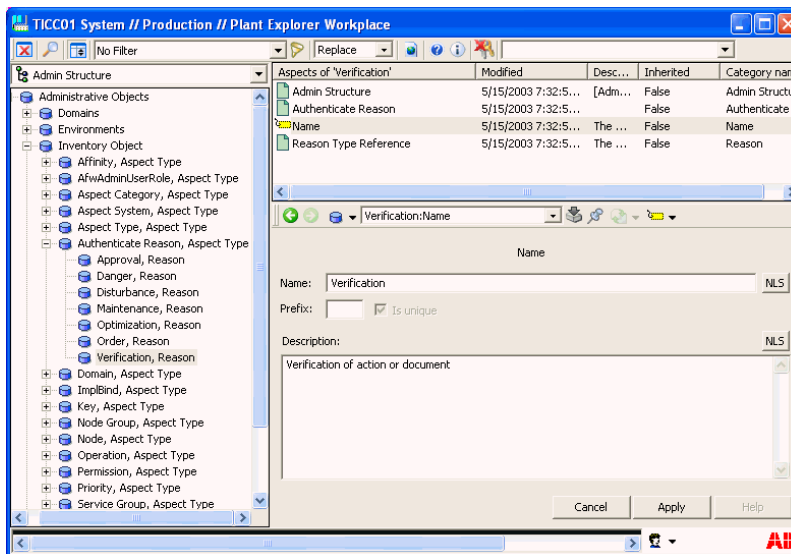 TICC01 System // Production // Plant Explorer Workplace
No Filter
Replace
Admin Structure
Administrative Objects
Domains
Environments
Inventory Object
Affinity, Aspect Type
AfwAdminUserRole, Aspect Type
Aspect Category, Aspect Type
Aspect System, Aspect Type
Aspect Type, Aspect Type
Authenticate Reason, Aspect Type
Approval, Reason
Danger, Reason
Disturbance, Reason
Maintenance, Reason
Optimization, Reason
Order, Reason
Verification, Reason
Domain, Aspect Type
ImplBind, Aspect Type
Key, Aspect Type
Node Group, Aspect Type
Node, Aspect Type
Operation, Aspect Type
Permission, Aspect Type
Priority, Aspect Type
Service Group, Aspect Type
Aspects of 'Verification' Modified Desc... Inherited Category nam
Admin Structure 5/15/2003 7:32:5... [Adm... False Admin Structu
Authenticate Reason 5/15/2003 7:32:5... False Authenticate
Name 5/15/2003 7:32:5... The ... False Name
Reason Type Reference 5/15/2003 7:32:5... The ... False Reason
Verification:Name
Name
Name: Verification NLS
Prefix: Is unique
Description: NLS
Verification of action or document
Cancel Apply Help